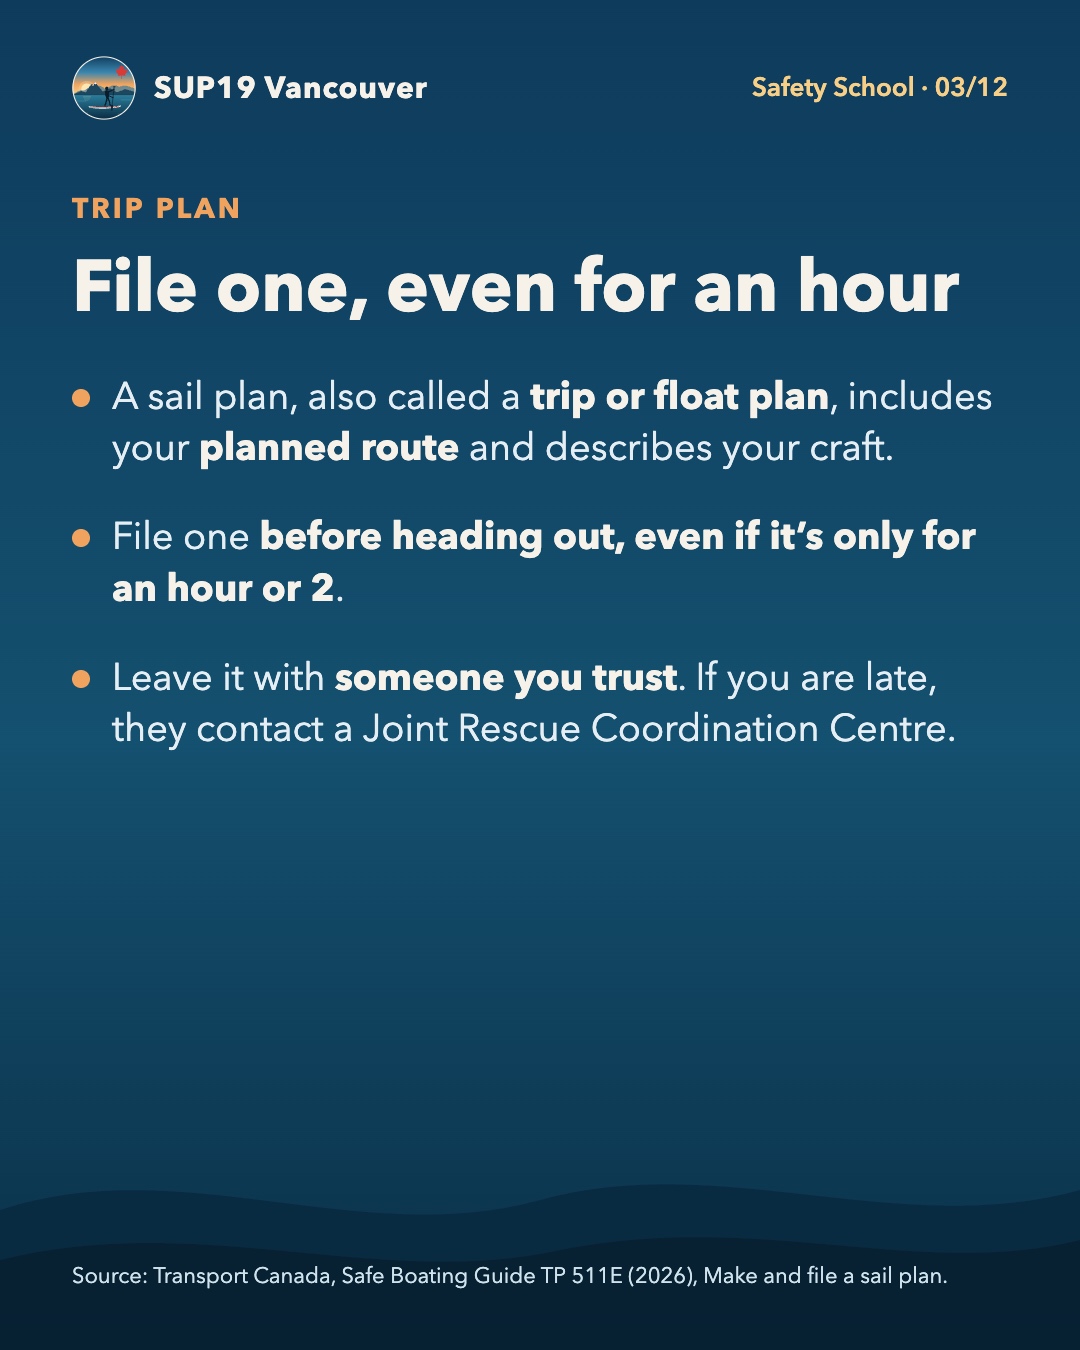 SUP19 Vancouver
Safety School · 03/12
TRIP PLAN
File one, even for an hour
A sail plan, also called a trip or float plan, includes
your planned route and describes your craft.
File one before heading out, even if it’s only for
an hour or 2.
Leave it with someone you trust. If you are late,
they contact a Joint Rescue Coordination Centre.
Source: Transport Canada, Safe Boating Guide TP 511E (2026), Make and file a sail plan.